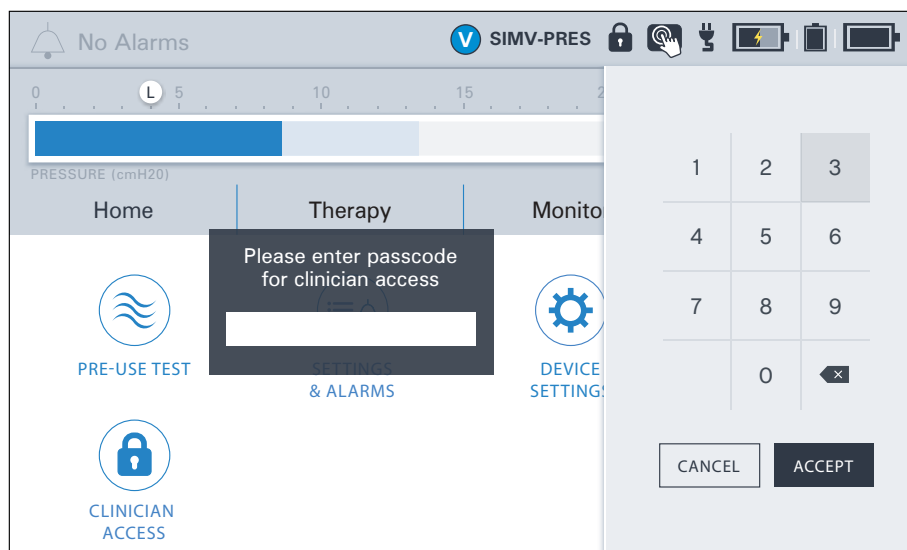 No Alarms
V SIMV-PRES
0 L 5 10 15 2
PRESSURE (cmH20)
Home Therapy Monito
Please enter passcode
for clinician access
PRE-USE TEST
SETTINGS
& ALARMS
DEVICE
SETTINGS
CLINICIAN
ACCESS
1 2 3
4 5 6
7 8 9
0
CANCEL ACCEPT